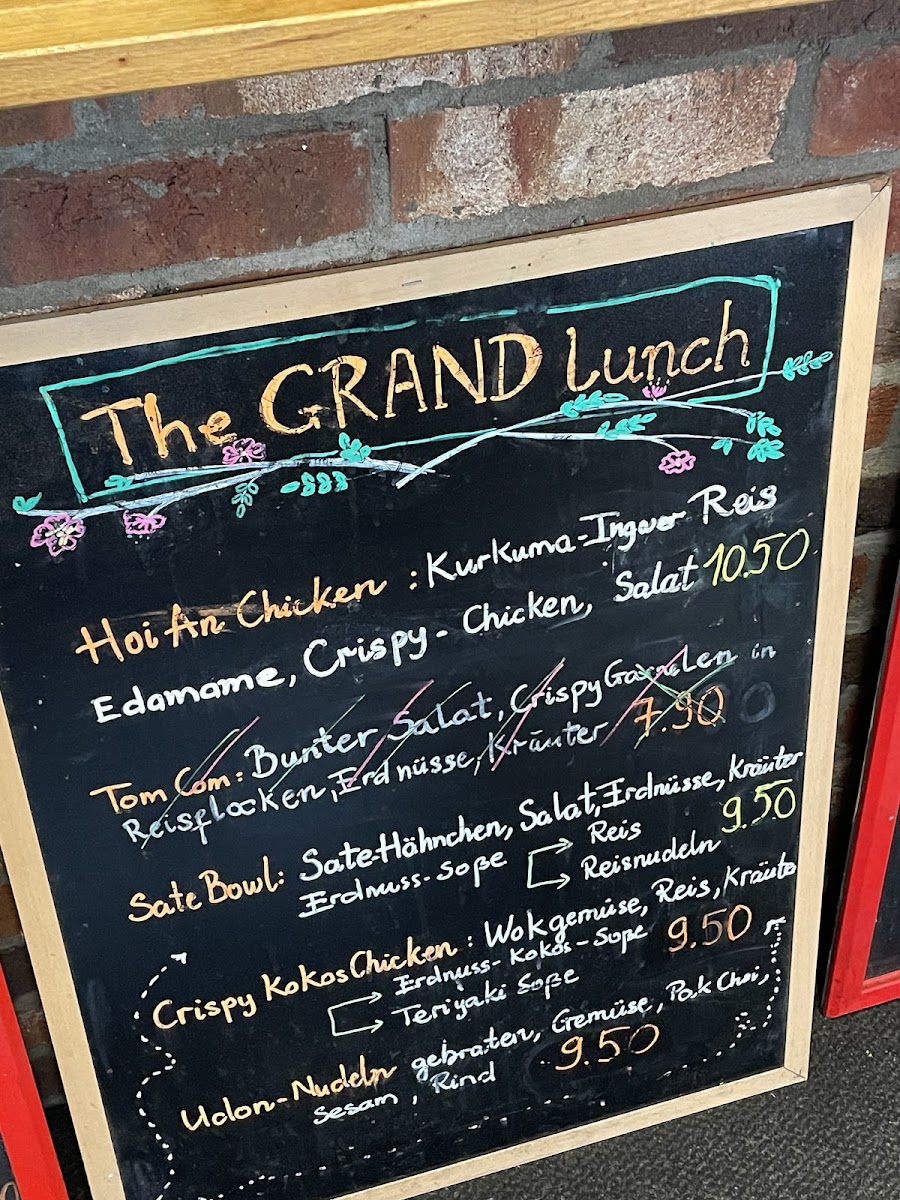 The GRAND Lunch
Hoi An Chicken : Kurkuma-Ingwer Reis
Edamame, Crispy - Chicken, Salat 10.50
Tom Com: Bunter Salat, Crispy Garnelen in
Reisflocken, Erdnüsse, Kräuter 7.90
Sate Bowl: Sate-Hähnchen, Salat, Erdnüsse, Kräuter
Erdnuss-Soße Reis 9.50
Reisnudeln
Crispy Kokos Chicken : Wokgemüse, Reis, Kräute
Erdnuss-Kokos-Soße 9.50
Teriyaki Soße
Udon-Nudeln gebraten, Gemüse, Pak Choi,
Sesam, Rind 9.50